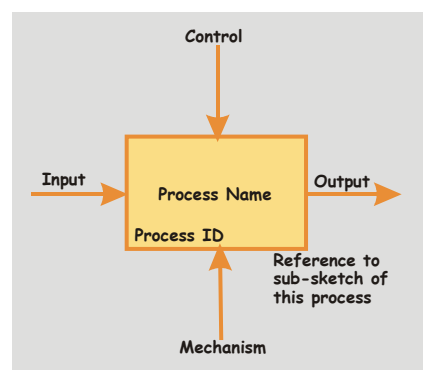 Control
Input
Output
Process Name
Process ID
Reference to
sub-sketch of
this process
Mechanism